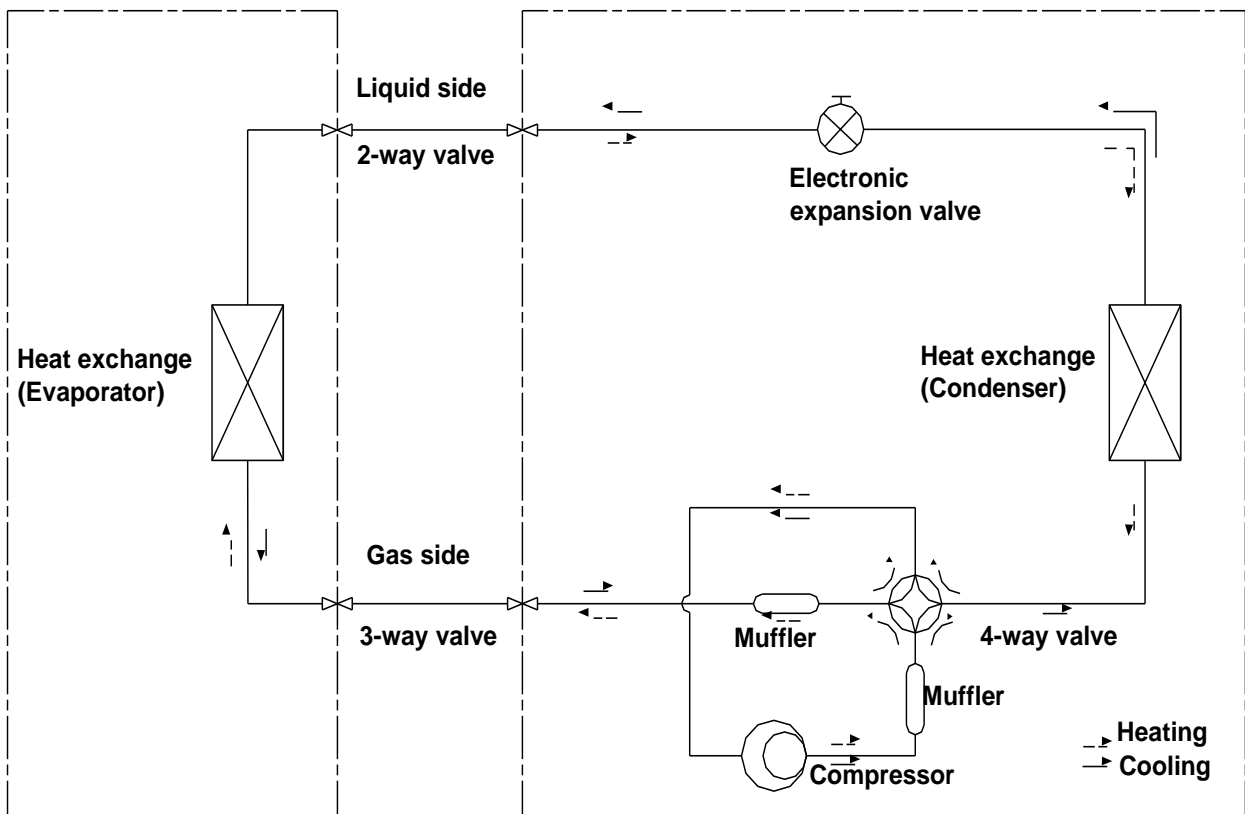 Liquid side
2-way valve
Electronic
expansion valve
Heat exchange
(Evaporator)
Heat exchange
(Condenser)
Gas side
3-way valve
Muffler
4-way valve
Muffler
Compressor
Heating
Cooling